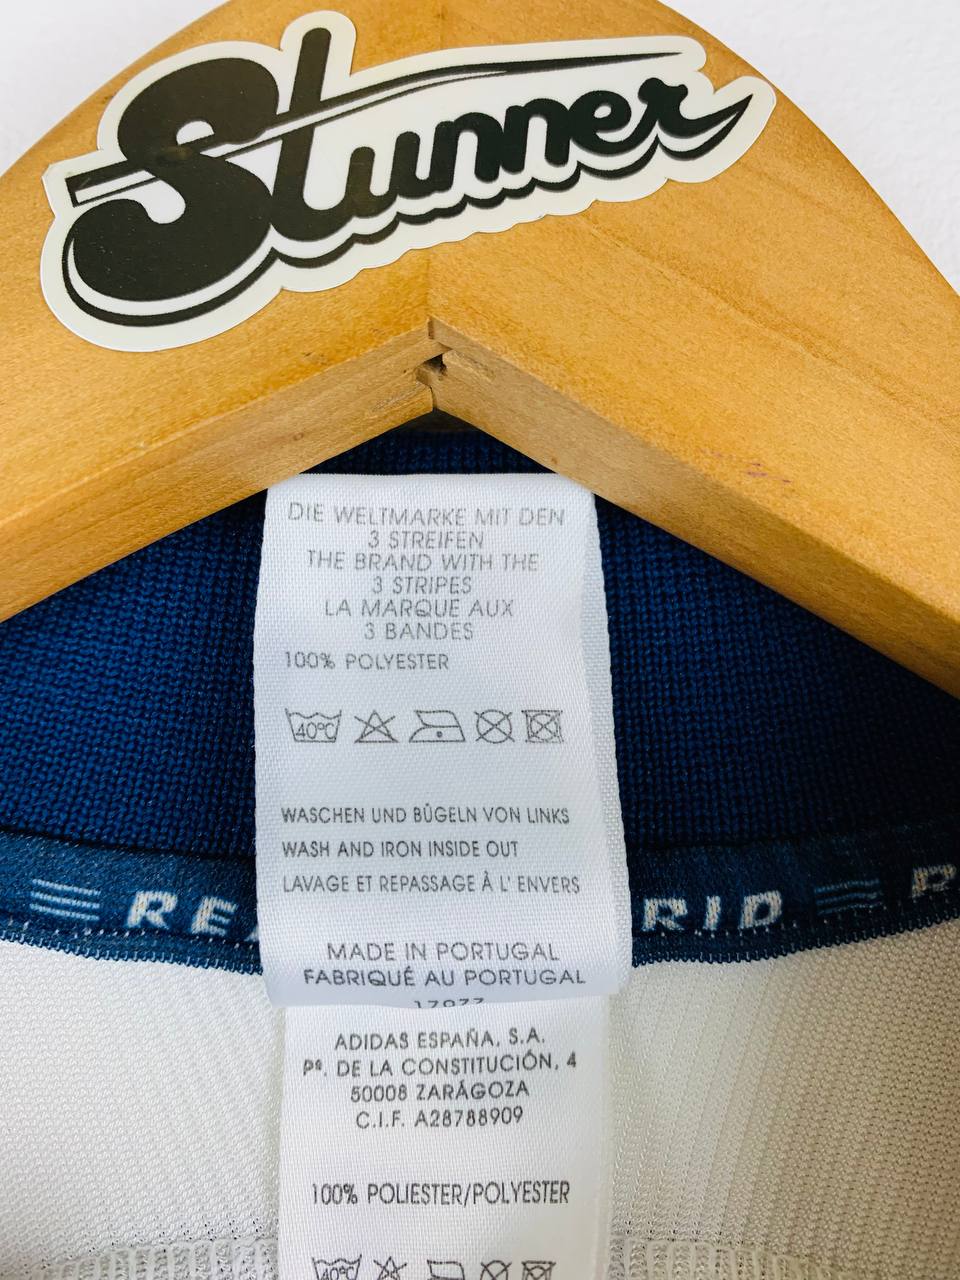 Stunner
DIE WELTMARKE MIT DEN
3 STREIFEN
THE BRAND WITH THE
3 STRIPES
LA MARQUE AUX
3 BANDES
100% POLYESTER
40°C
WASCHEN UND BÜGELN VON LINKS
WASH AND IRON INSIDE OUT
LAVAGE ET REPASSAGE À L' ENVERS
RE RID R
MADE IN PORTUGAL
FABRIQUÉ AU PORTUGAL
ADIDAS ESPAÑA, S.A.
Pº. DE LA CONSTITUCIÓN, 4
50008 ZARÁGOZA
C.I.F. A28788909
100% POLIESTER/POLYESTER
40°C